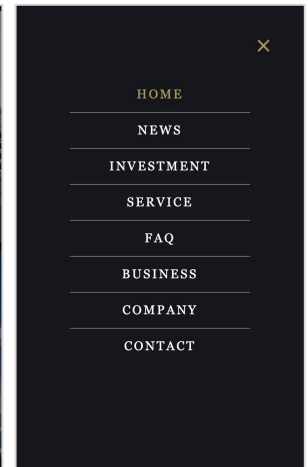 ×
HOME
NEWS
INVESTMENT
SERVICE
FAQ
BUSINESS
COMPANY
CONTACT